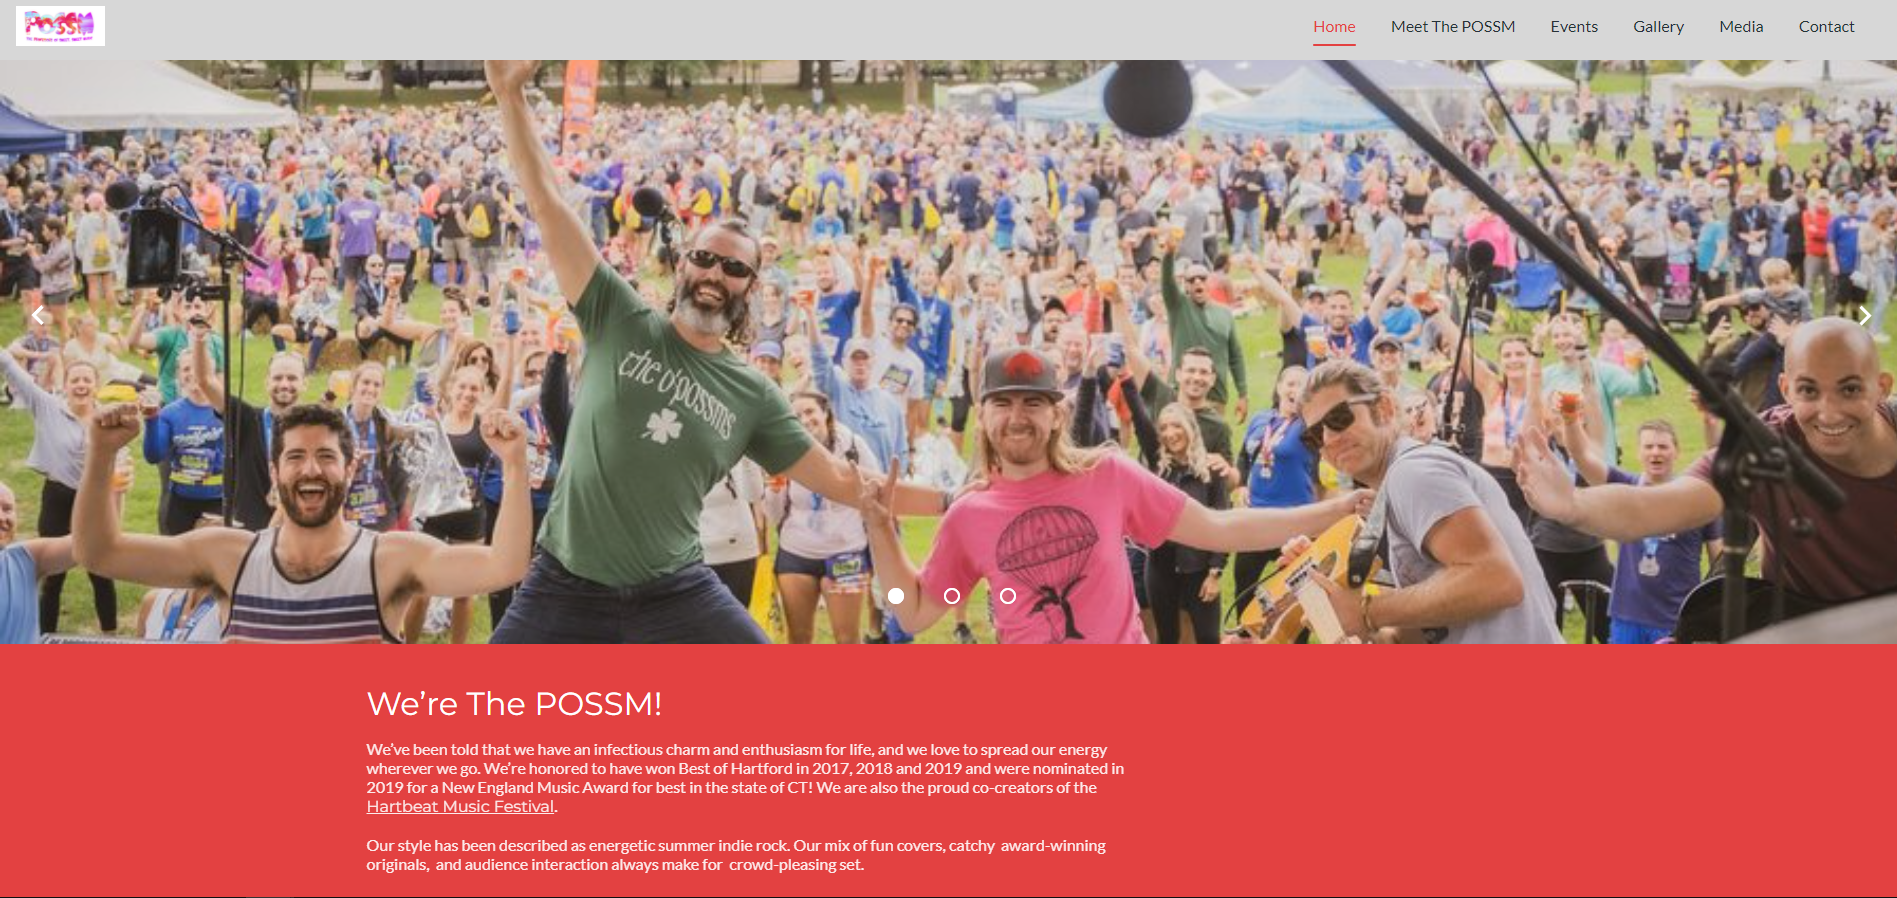 POSSM
Home
Meet The POSSM
Events
Gallery
Media
Contact
the o'possms
We're The POSSM!
We've been told that we have an infectious charm and enthusiasm for life, and we love to spread our energy
wherever we go. We're honored to have won Best of Hartford in 2017, 2018 and 2019 and were nominated in
2019 for a New England Music Award for best in the state of CT! We are also the proud co-creators of the
Hartbeat Music Festival.
Our style has been described as energetic summer indie rock. Our mix of fun covers, catchy  award-winning
originals,  and audience interaction always make for  crowd-pleasing set.